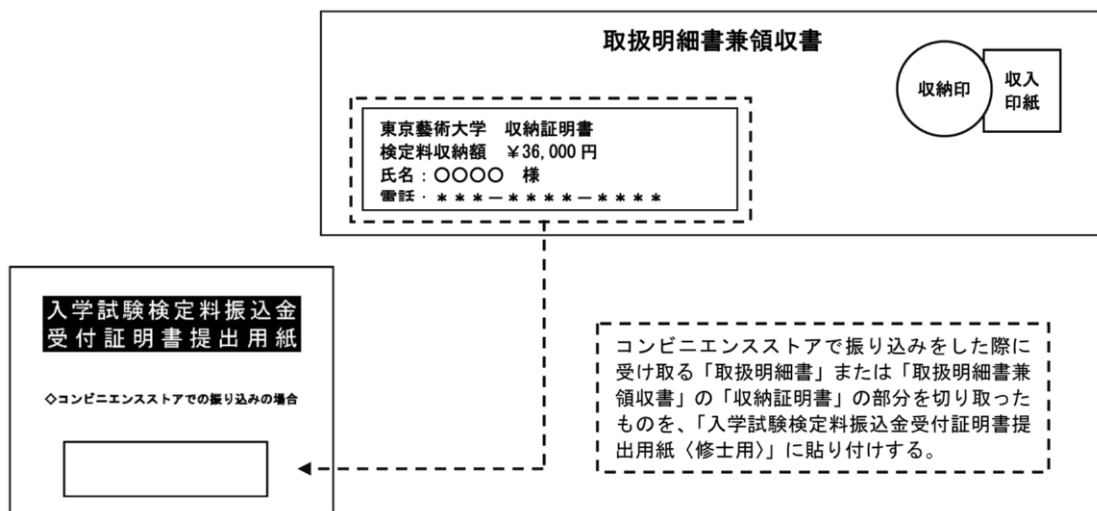 取扱明細書兼領収書
収納印
収入
印紙
東京藝術大学　収納証明書
検定料収納額　￥36,000円
氏名：〇〇〇〇　様
電話：＊＊＊－＊＊＊＊－＊＊＊＊
入学試験検定料振込金
受付証明書提出用紙
◇コンビニエンスストアでの振り込みの場合
コンビニエンスストアで振り込みをした際に
受け取る「取扱明細書」または「取扱明細書兼
領収書」の「収納証明書」の部分を切り取った
ものを、「入学試験検定料振込金受付証明書提
出用紙〈修士用〉」に貼り付けする。